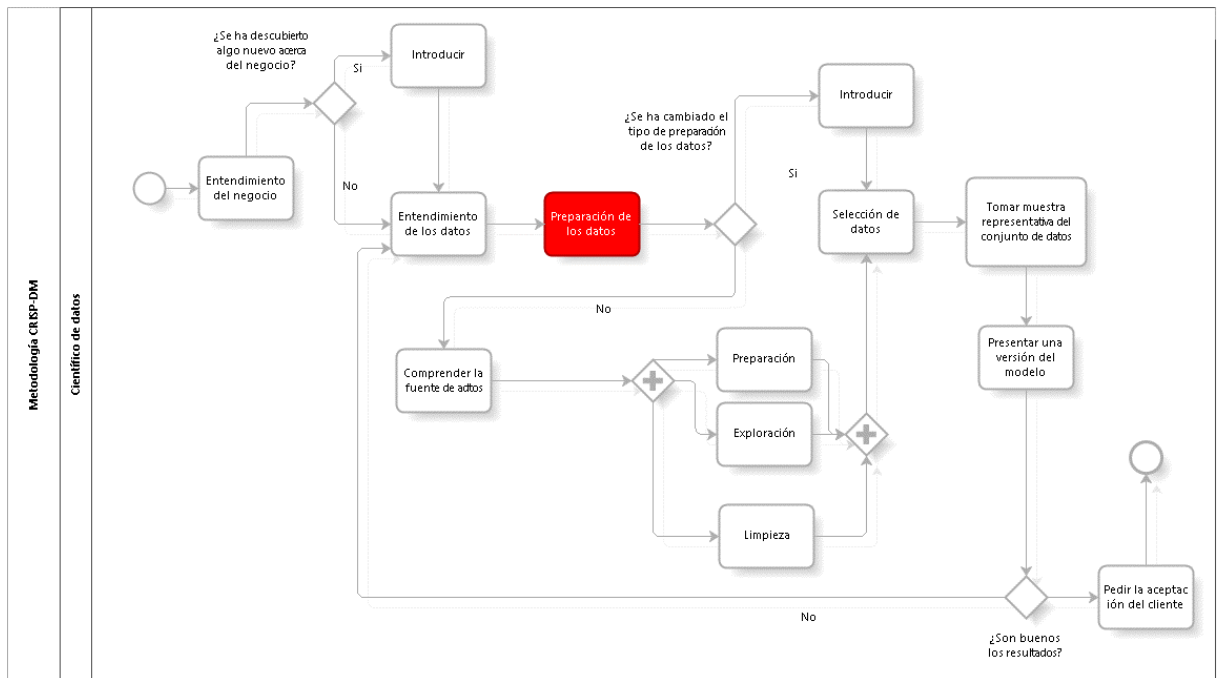 Metodología CRISP-DM
Científico de datos
¿Se ha descubierto
algo nuevo acerca
del negocio?
Si
Introducir
No
Entendimiento
del negocio
Entendimiento
de los datos
Preparación de
los datos
¿Se ha cambiado el
tipo de preparación
de los datos?
Introducir
Si
Selección de
datos
Tomar muestra
representativa del
conjunto de datos
No
Comprender la
fuente de adtos
Preparación
Exploración
Limpieza
Presentar una
versión del
modelo
Pedir la aceptac
ión del cliente
No
¿Son buenos
los resultados?